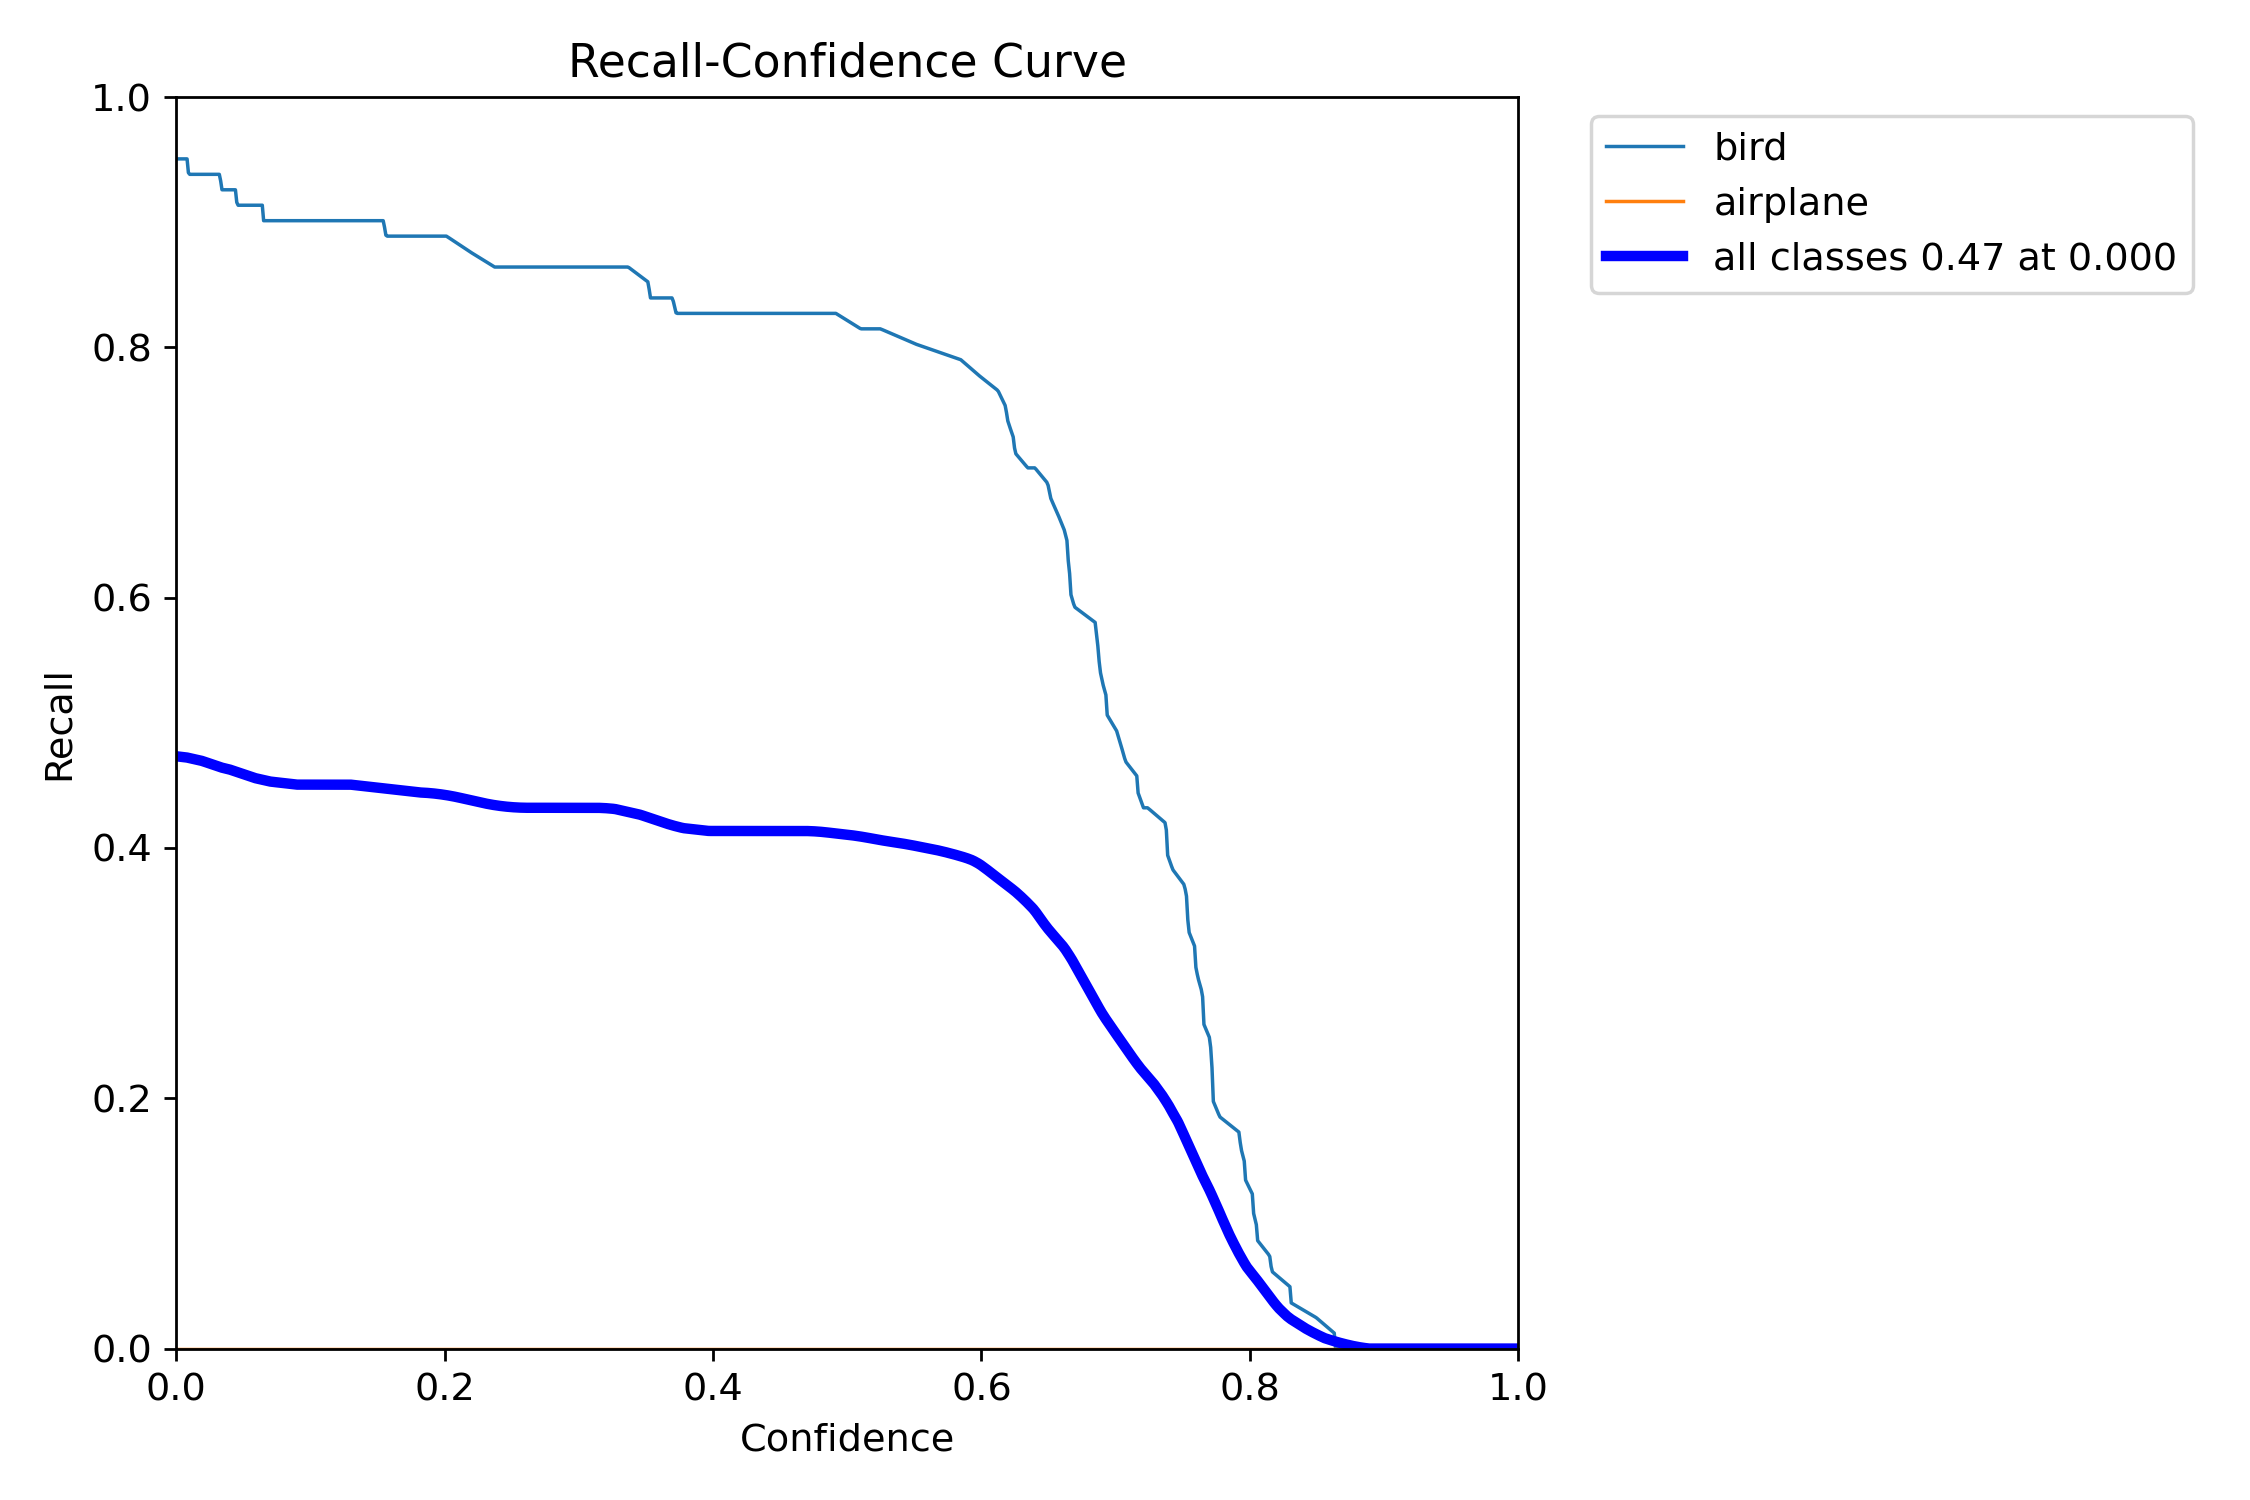 Recall-Confidence Curve
1.0
0.8
0.6
0.4
0.2
0.0
Recall
0.0 0.2 0.4 0.6 0.8 1.0
Confidence
bird
airplane
all classes 0.47 at 0.000